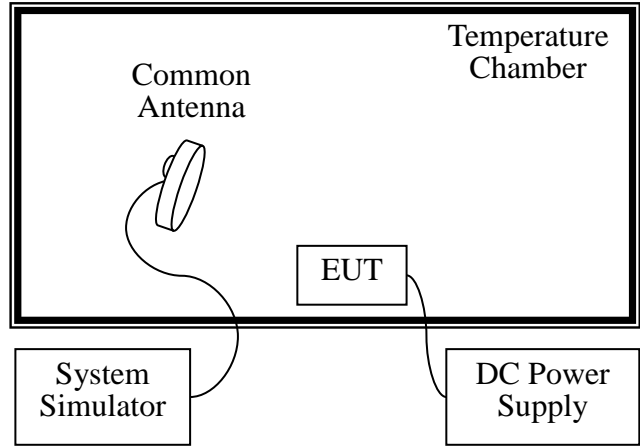 Temperature
Chamber
Common
Antenna
EUT
System
Simulator
DC Power
Supply